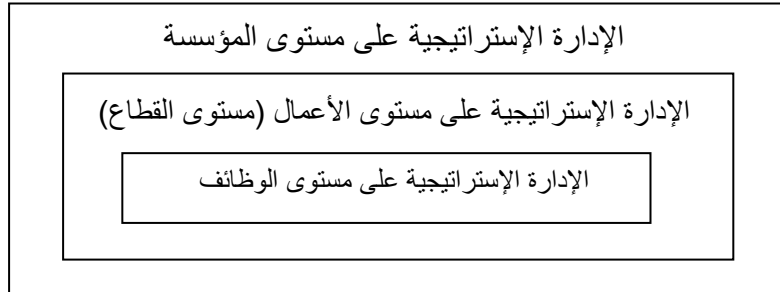 الإدارة الإستراتيجية على مستوى المؤسسة
الإدارة الإستراتيجية على مستوى الأعمال (مستوى القطاع)
الإدارة الإستراتيجية على مستوى الوظائف